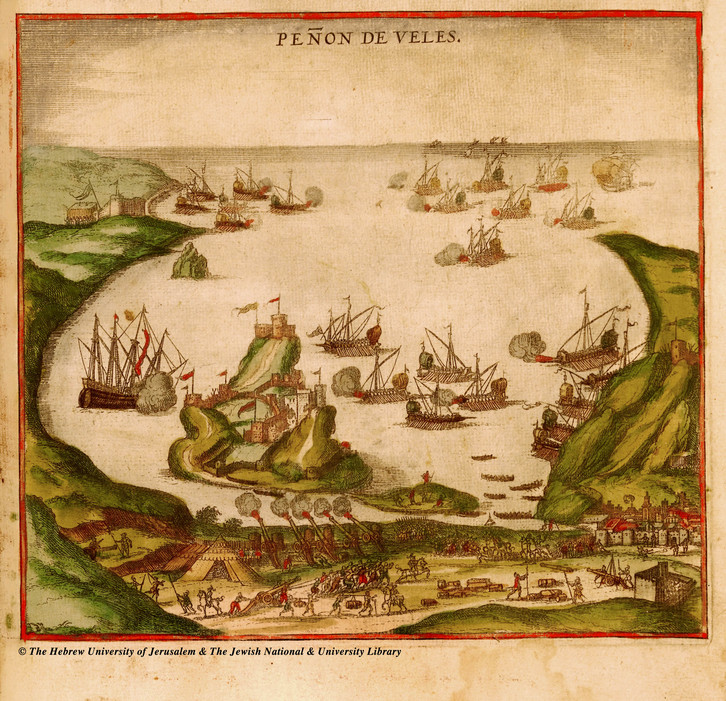 PEÑON DE VELES.
© The Hebrew University of Jerusalem & The Jewish National & University Library